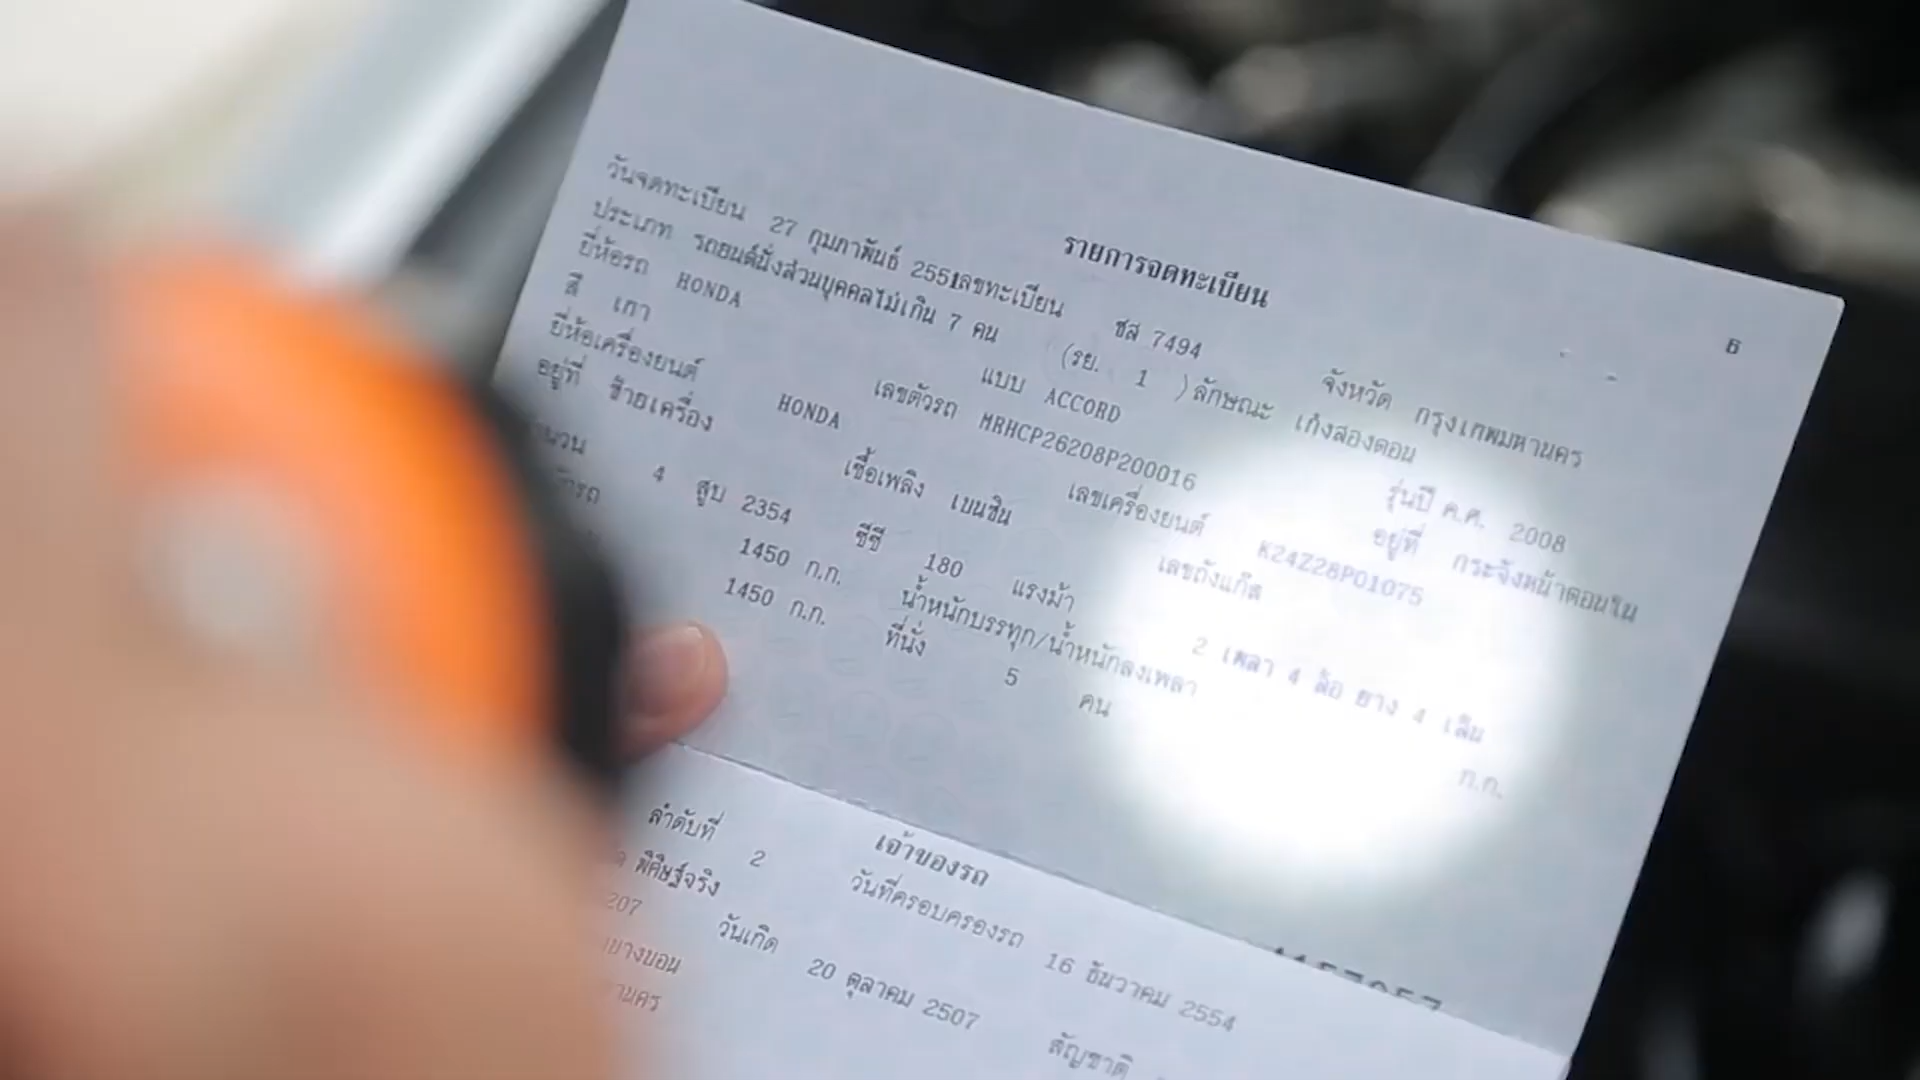 รายการจดทะเบียน
6
วันจดทะเบียน 27 กุมภาพันธ์ 2551เลขทะเบียน ชส 7494 จังหวัด กรุงเทพมหานคร
ประเภท รถยนต์นั่งส่วนบุคคลไม่เกิน 7 คน (รย. 1 )ลักษณะ เก๋งสองตอน
ยี่ห้อรถ HONDA แบบ ACCORD รุ่นปี ค.ศ. 2008
สี เทา เลขตัวรถ MRHCP26208P200016 อยู่ที่ กระจังหน้าตอนใน
ยี่ห้อเครื่องยนต์ HONDA เลขเครื่องยนต์ K24Z28P01075
อยู่ที่ ซ้ายเครื่อง เชื้อเพลิง เบนซิน เลขถังแก๊ส
4 สูบ 2354 ซีซี 180 แรงม้า 2 เพลา 4 ล้อ ยาง 4 เส้น
1450 ก.ก. น้ำหนักบรรทุก/น้ำหนักลงเพลา ก.ก.
1450 ก.ก. ที่นั่ง 5 คน
เจ้าของรถ
ลำดับที่ 2 วันที่ครอบครองรถ 16 ธันวาคม 2554
พิศิษฐ์จริง
207 วันเกิด 20 ตุลาคม 2507 สัญชาติ
บางบอน